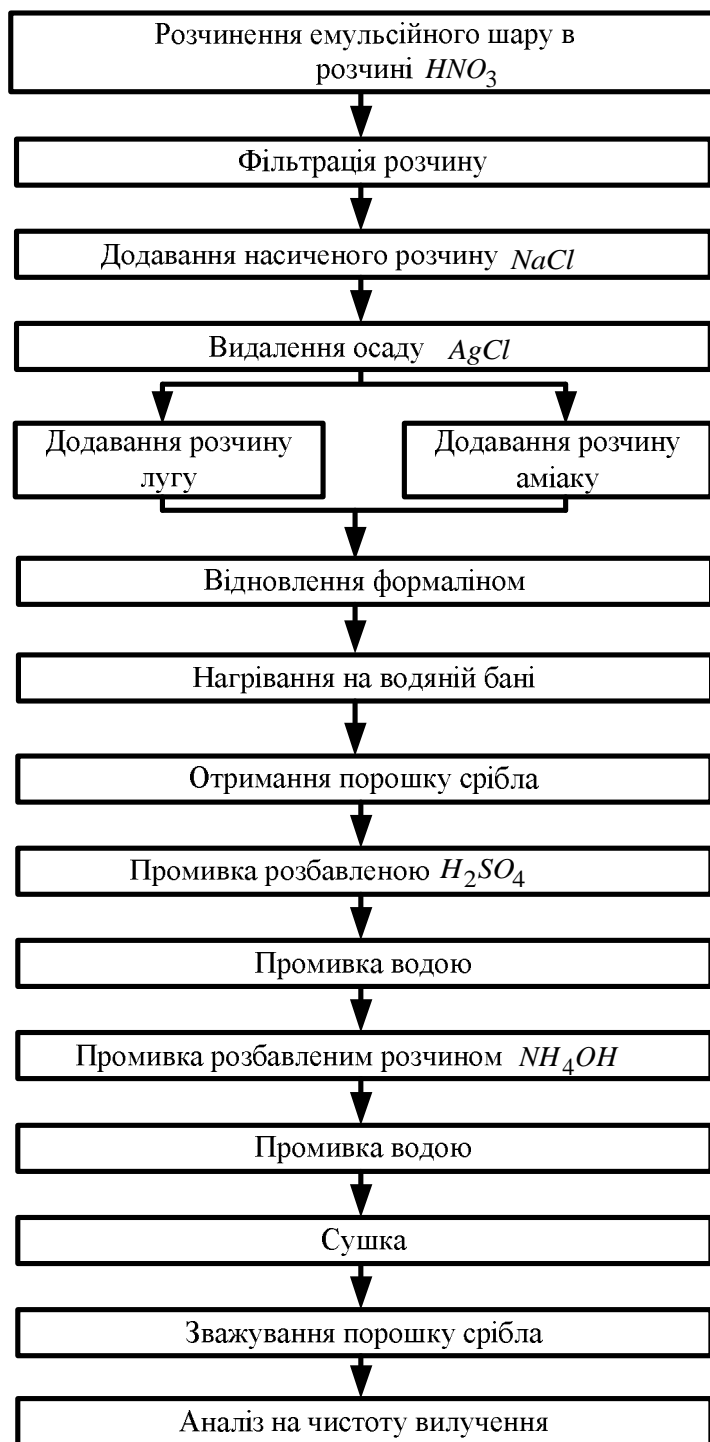 Розчинення емульсійного шару в
розчині HNO₃
Фільтрація розчину
Додавання насиченого розчину NaCl
Видалення осаду AgCl
Додавання розчину
лугу
Додавання розчину
аміаку
Відновлення формаліном
Нагрівання на водяній бані
Отримання порошку срібла
Промивка розбавленою H₂SO₄
Промивка водою
Промивка розбавленим розчином NH₄OH
Промивка водою
Сушка
Зважування порошку срібла
Аналіз на чистоту вилучення